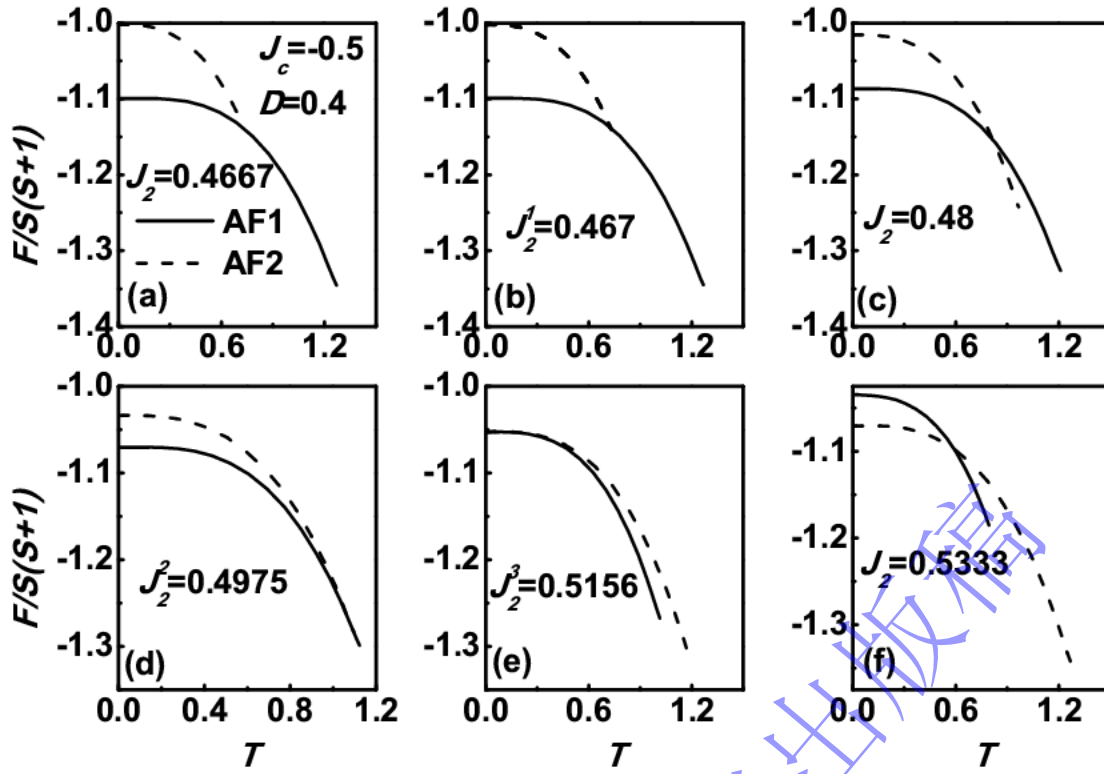 F/S(S+1)
-1.0
-1.1
-1.2
-1.3
-1.4
0.0 0.6 1.2
J_c=-0.5
D=0.4
J_2=0.4667
AF1
AF2
(a)
-1.0
-1.1
-1.2
-1.3
-1.4
0.0 0.6 1.2
J_2^1=0.467
(b)
-1.0
-1.1
-1.2
-1.3
-1.4
0.0 0.6 1.2
J_2=0.48
(c)
F/S(S+1)
-1.0
-1.1
-1.2
-1.3
0.0 0.4 0.8 1.2
J_2^2=0.4975
(d)
T
-1.0
-1.1
-1.2
-1.3
0.0 0.6 1.2
J_2^3=0.5156
(e)
T
-1.1
-1.2
-1.3
0.0 0.6 1.2
J_2=0.5333
(f)
T
出版稿